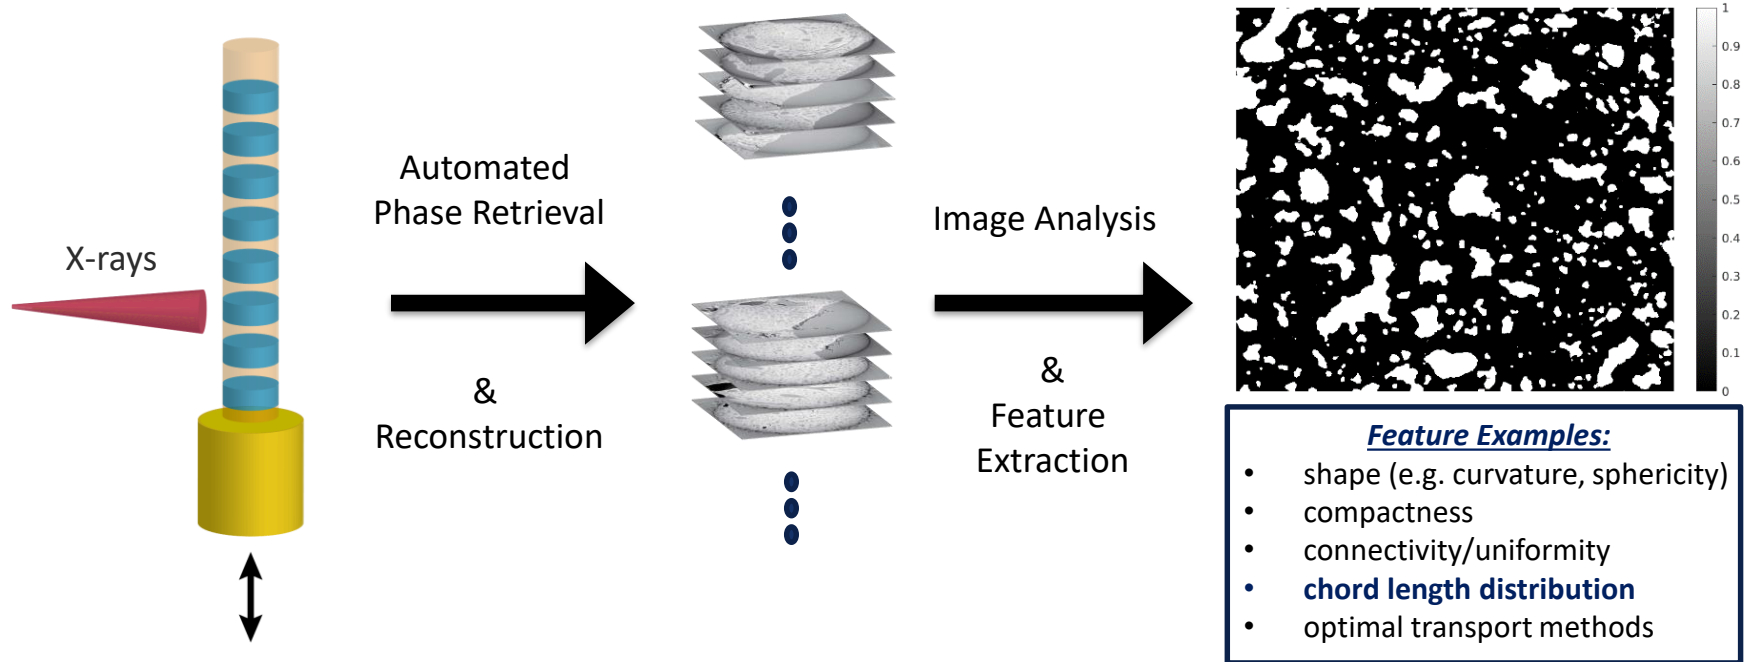 X-rays
Automated
Phase Retrieval
&
Reconstruction
Image Analysis
&
Feature
Extraction
1
0.9
0.8
0.7
0.6
0.5
0.4
0.3
0.2
0.1
0
Feature Examples:
• shape (e.g. curvature, sphericity)
• compactness
• connectivity/uniformity
• chord length distribution
• optimal transport methods